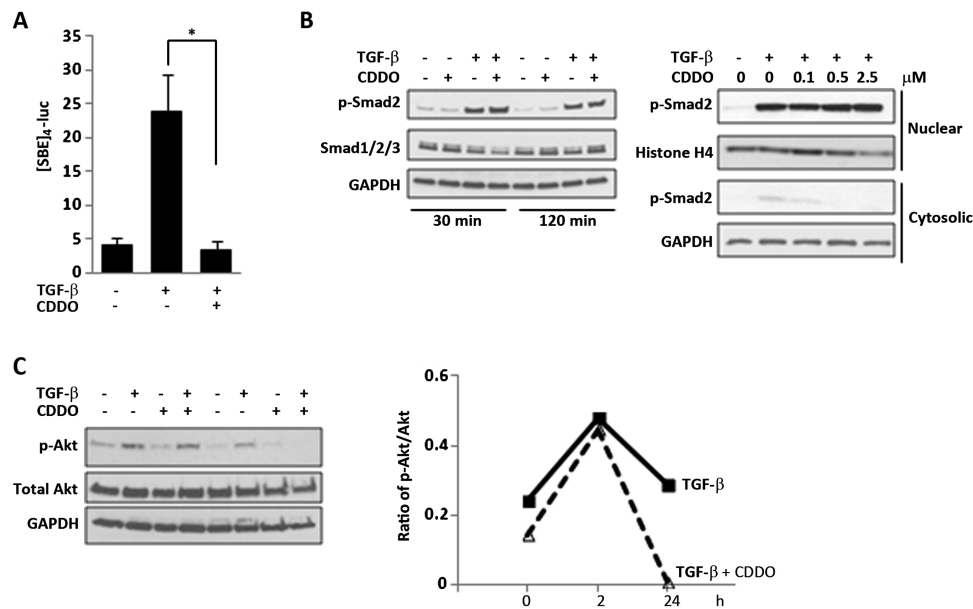 A
[SBE]4-luc
35
30
25
20
15
10
5
0
*
TGF-β - + +
CDDO - - +
B
TGF-β - - + + - - + +
CDDO - + - + - + - +
p-Smad2
Smad1/2/3
GAPDH
30 min 120 min
TGF-β - + + + +
CDDO 0 0 0.1 0.5 2.5 μM
p-Smad2
Histone H4
Nuclear
p-Smad2
GAPDH
Cytosolic
C
TGF-β - + - + - + - +
CDDO - - + + - - + +
p-Akt
Total Akt
GAPDH
Ratio of p-Akt/Akt
0.6
0.4
0.2
0
TGF-β
TGF-β + CDDO
0 2 24 h